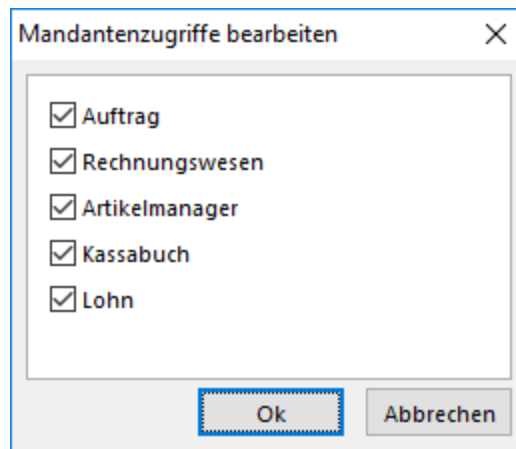 Mandantenzugriffe bearbeiten
Auftrag
Rechnungswesen
Artikelmanager
Kassabuch
Lohn
Ok Abbrechen